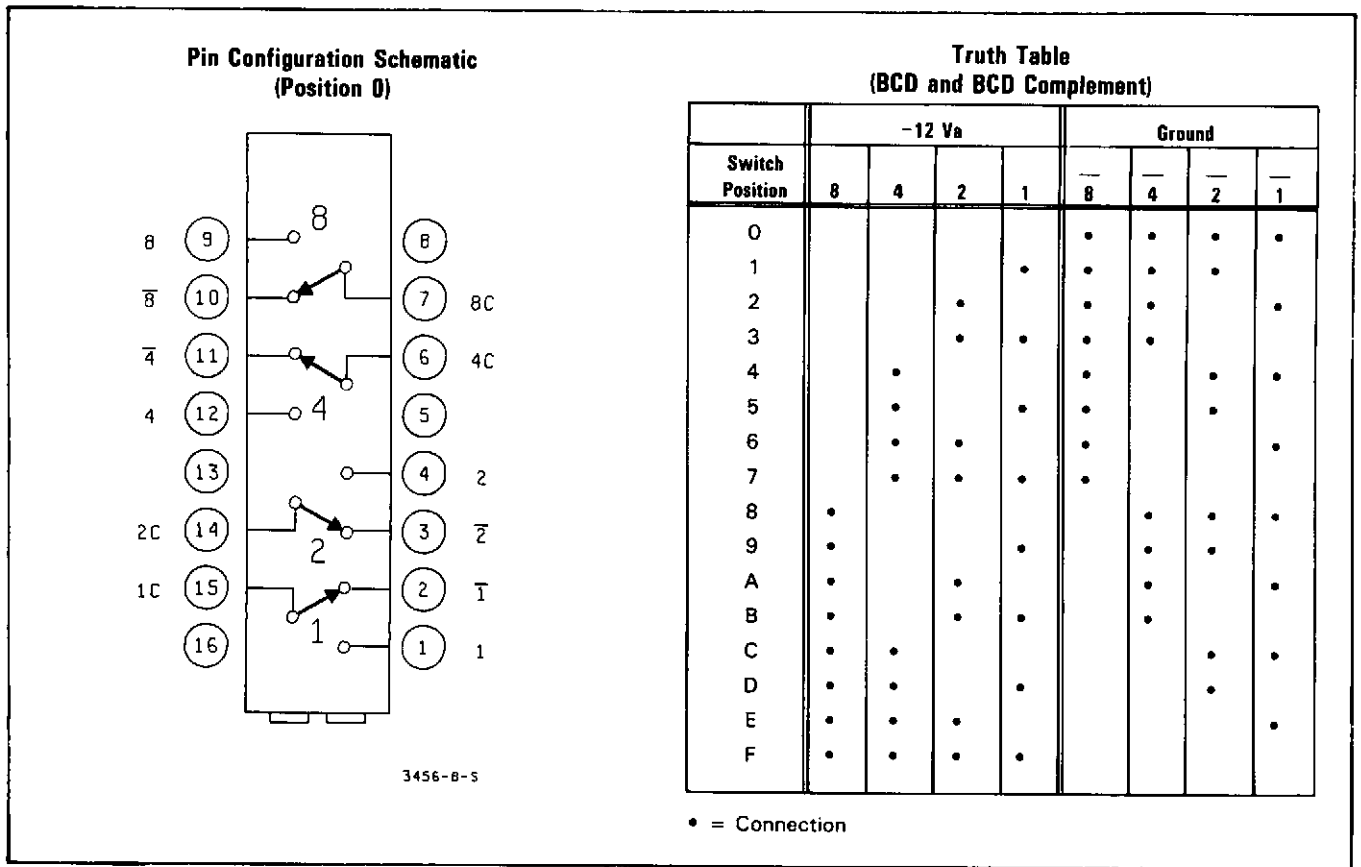 Pin Configuration Schematic
(Position 0)
8 9 8 8
8̅ 10 7 8C
4̅ 11 6 4C
4 12 4 5
13 4 2
2C 14 2 3 2̅
1C 15 2 1̅
16 1 1 1
3456-8-S
Truth Table
(BCD and BCD Complement)
-12 Va Ground
Switch
Position 8 4 2 1 8̅ 4̅ 2̅ 1̅
0 • • • •
1 • • • •
2 • • • •
3 • • • •
4 • • • •
5 • • • •
6 • • • •
7 • • • •
8 • • • •
9 • • • •
A • • • •
B • • • •
C • • • •
D • • • •
E • • • •
F • • • •
• = Connection